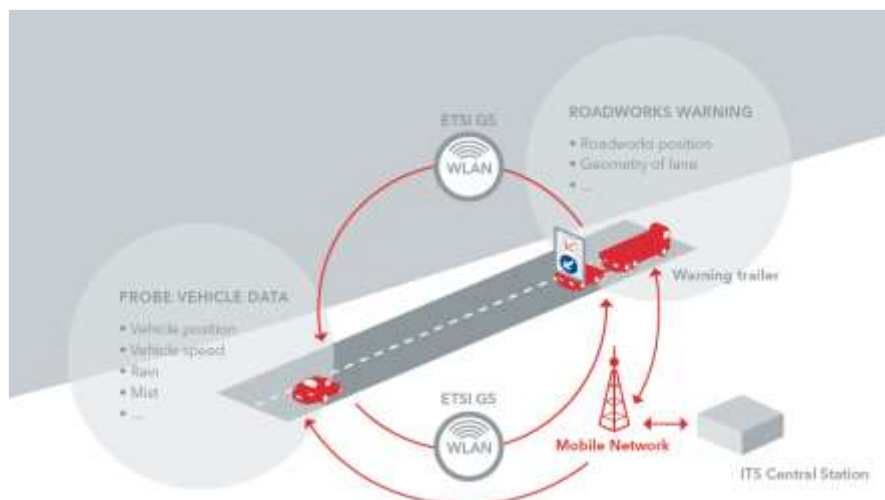 ETSI G5
WLAN
ROADWORKS WARNING
• Roadworks position
• Geometry of lane
• ...
Warning trailer
PROBE VEHICLE DATA
• Vehicle position
• Vehicle speed
• Rain
• Mist
• ...
ETSI G5
WLAN
Mobile Network
ITS Central Station